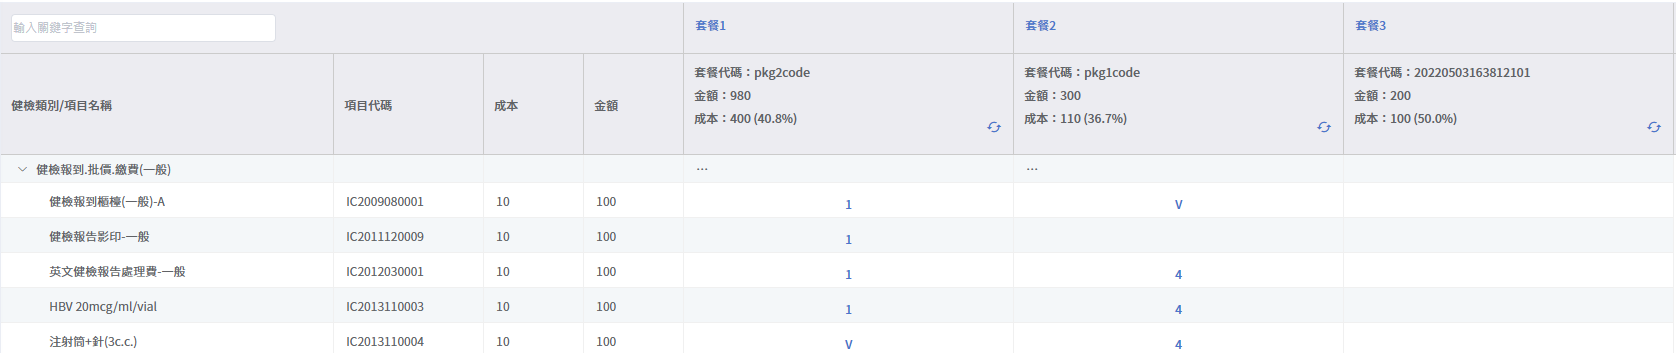 輸入關鍵字查詢
套餐1
套餐2
套餐3
健檢類別/項目名稱
項目代碼
成本
金額
套餐代碼：pkg2code
金額：980
成本：400 (40.8%)
套餐代碼：pkg1code
金額：300
成本：110 (36.7%)
套餐代碼：20220503163812101
金額：200
成本：100 (50.0%)
健檢報到.批價.繳費(一般) ... ...
健檢報到櫃檯(一般)-A IC2009080001 10 100 1 V
健檢報告影印-一般 IC2011120009 10 100 1
英文健檢報告處理費-一般 IC2012030001 10 100 1 4
HBV 20mcg/ml/vial IC2013110003 10 100 1 4
注射筒+針(3c.c.) IC2013110004 10 100 V 4